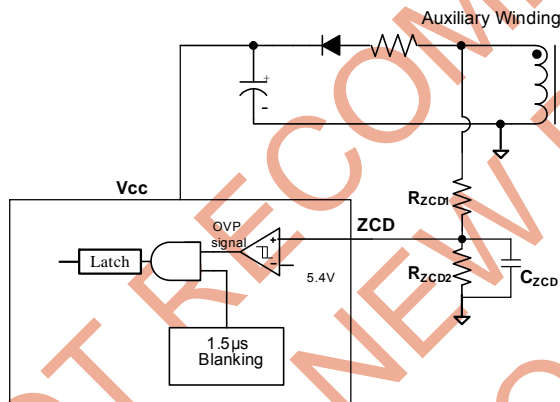 Auxiliary Winding
+
-
Vcc
RZCD1
OVP
signal
ZCD
+
-
Latch
5.4V
RZCD2
CZCD
1.5µs
Blanking